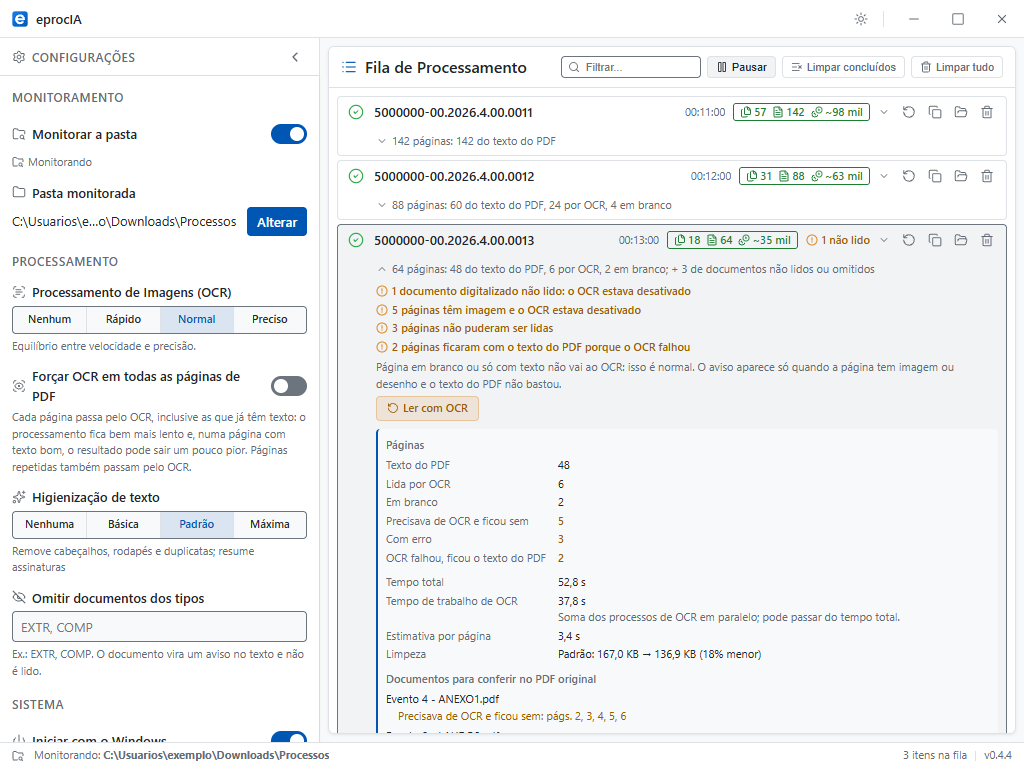 eprocIA
CONFIGURAÇÕES
MONITORAMENTO
Monitorar a pasta
Monitorando
Pasta monitorada
C:\Usuarios\e...o\Downloads\Processos
Alterar
PROCESSAMENTO
Processamento de Imagens (OCR)
Nenhum Rápido Normal Preciso
Equilíbrio entre velocidade e precisão.
Forçar OCR em todas as páginas de
PDF
Cada página passa pelo OCR, inclusive as que já têm texto: o
processamento fica bem mais lento e, numa página com
texto bom, o resultado pode sair um pouco pior. Páginas
repetidas também passam pelo OCR.
Higienização de texto
Nenhuma Básica Padrão Máxima
Remove cabeçalhos, rodapés e duplicatas; resume
assinaturas
Omitir documentos dos tipos
EXTR, COMP
Ex.: EXTR, COMP. O documento vira um aviso no texto e não
é lido.
SISTEMA
Iniciar com o Windows
Fila de Processamento
Filtrar...
Pausar
Limpar concluídos
Limpar tudo
5000000-00.2026.4.00.0011 00:11:00 57 142 ~98 mil
142 páginas: 142 do texto do PDF
5000000-00.2026.4.00.0012 00:12:00 31 88 ~63 mil
88 páginas: 60 do texto do PDF, 24 por OCR, 4 em branco
5000000-00.2026.4.00.0013 00:13:00 18 64 ~35 mil 1 não lido
64 páginas: 48 do texto do PDF, 6 por OCR, 2 em branco; + 3 de documentos não lidos ou omitidos
1 documento digitalizado não lido: o OCR estava desativado
5 páginas têm imagem e o OCR estava desativado
3 páginas não puderam ser lidas
2 páginas ficaram com o texto do PDF porque o OCR falhou
Página em branco ou só com texto não vai ao OCR: isso é normal. O aviso aparece só quando a página tem imagem ou
desenho e o texto do PDF não bastou.
Ler com OCR
Páginas
Texto do PDF 48
Lida por OCR 6
Em branco 2
Precisava de OCR e ficou sem 5
Com erro 3
OCR falhou, ficou o texto do PDF 2
Tempo total 52,8 s
Tempo de trabalho de OCR 37,8 s
Soma dos processos de OCR em paralelo; pode passar do tempo total.
Estimativa por página 3,4 s
Limpeza Padrão: 167,0 KB → 136,9 KB (18% menor)
Documentos para conferir no PDF original
Evento 4 - ANEXO1.pdf
Precisava de OCR e ficou sem: págs. 2, 3, 4, 5, 6
Monitorando: C:\Usuarios\exemplo\Downloads\Processos
3 itens na fila v0.4.4